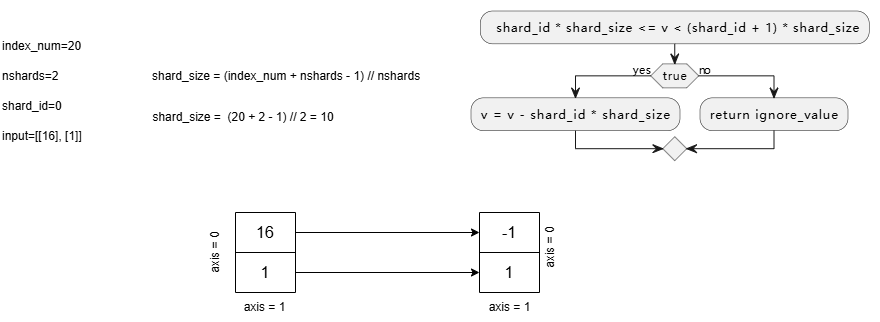 index_num=20
nshards=2
shard_id=0
input=[[16], [1]]
shard_size = (index_num + nshards - 1) // nshards
shard_size =  (20 + 2 - 1) // 2 = 10
shard_id * shard_size <= v < (shard_id + 1) * shard_size
yes
true
no
v = v - shard_id * shard_size
return ignore_value
axis = 0
16
1
axis = 1
-1
1
axis = 0
axis = 1